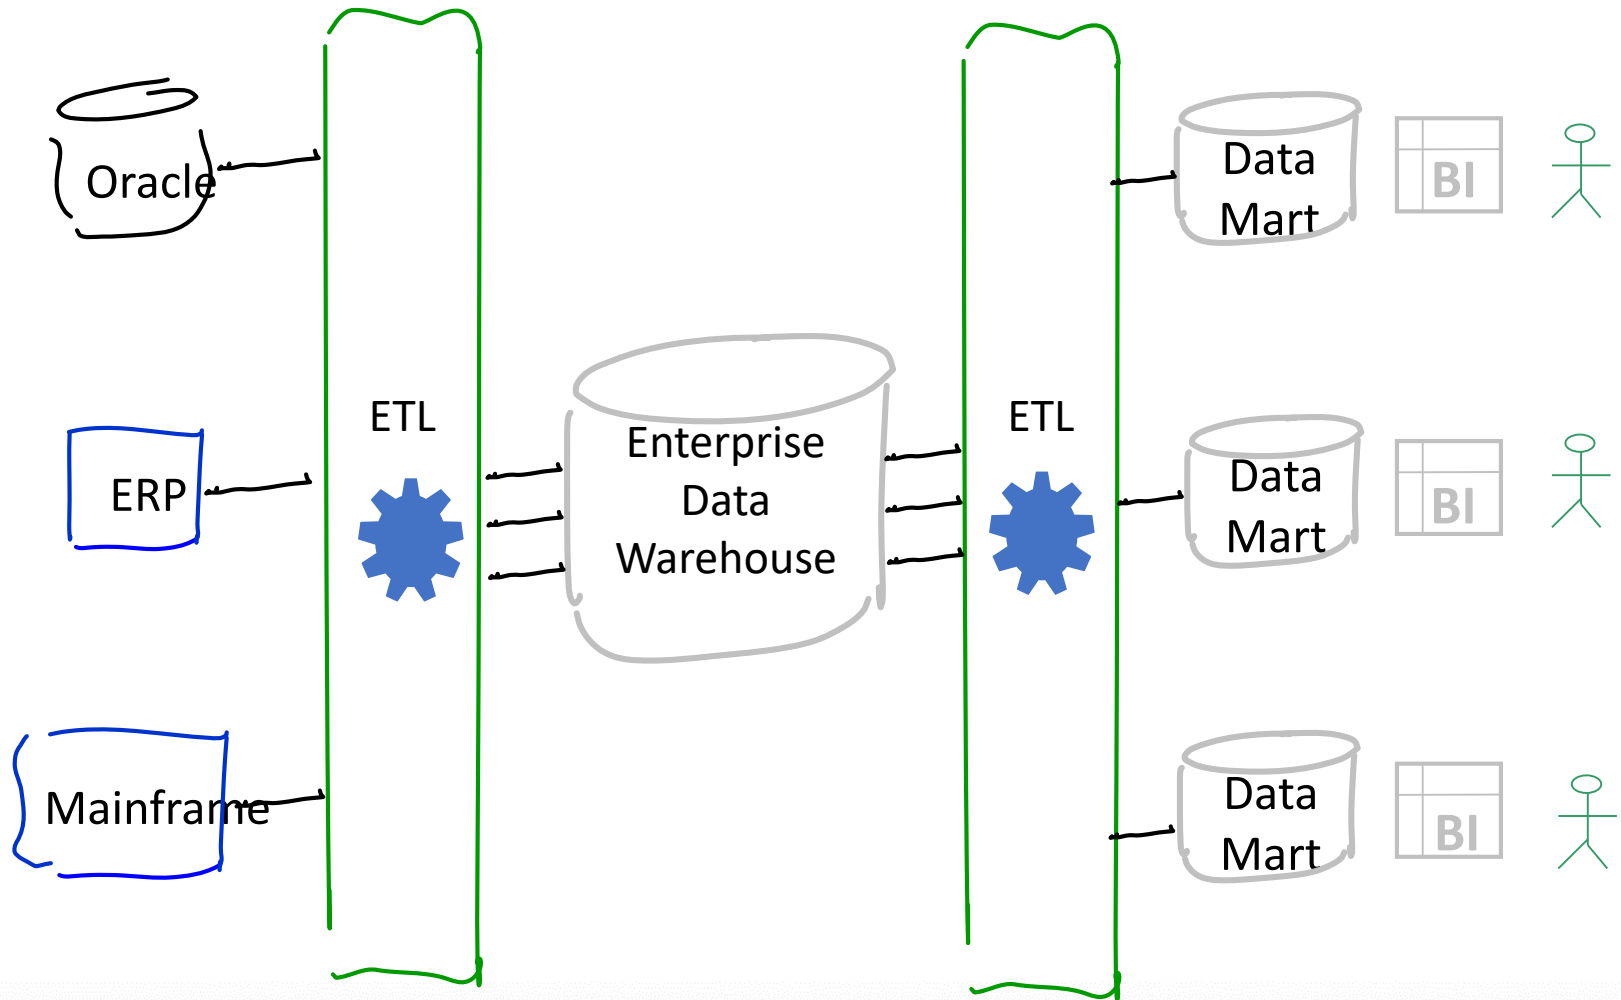 Oracle
ERP
Mainframe
ETL
Enterprise
Data
Warehouse
ETL
Data
Mart
BI
Data
Mart
BI
Data
Mart
BI